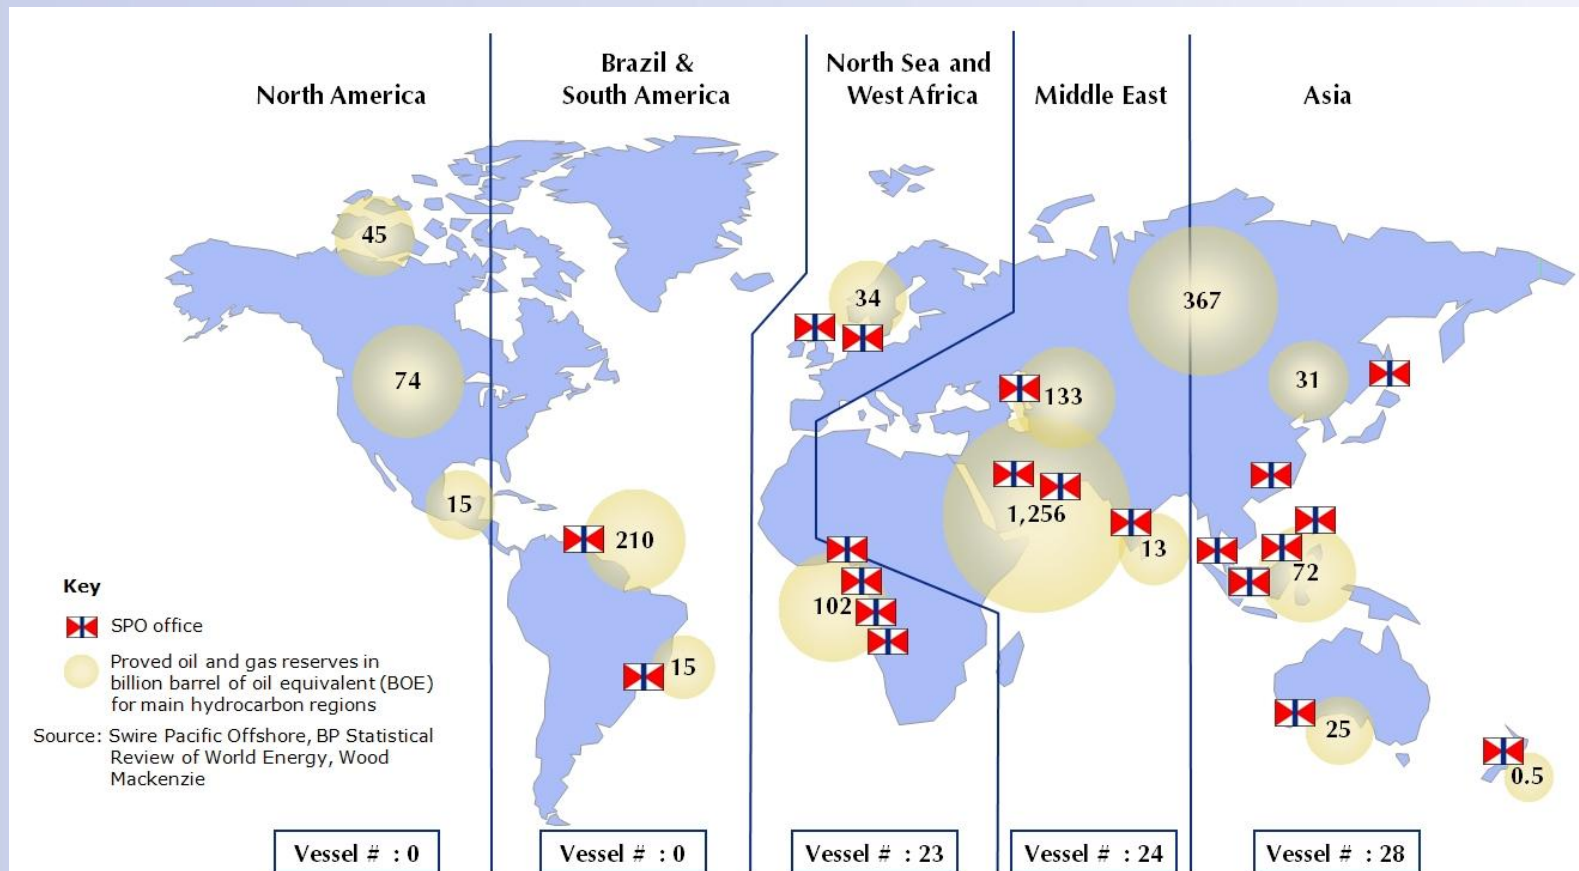 North America
Brazil &
South America
North Sea and
West Africa
Middle East
Asia
45
74
15
210
15
34
102
133
1,256
13
367
31
72
25
0.5
Key
SPO office
Proved oil and gas reserves in
billion barrel of oil equivalent (BOE)
for main hydrocarbon regions
Source: Swire Pacific Offshore, BP Statistical
Review of World Energy, Wood
Mackenzie
Vessel # : 0
Vessel # : 0
Vessel # : 23
Vessel # : 24
Vessel # : 28